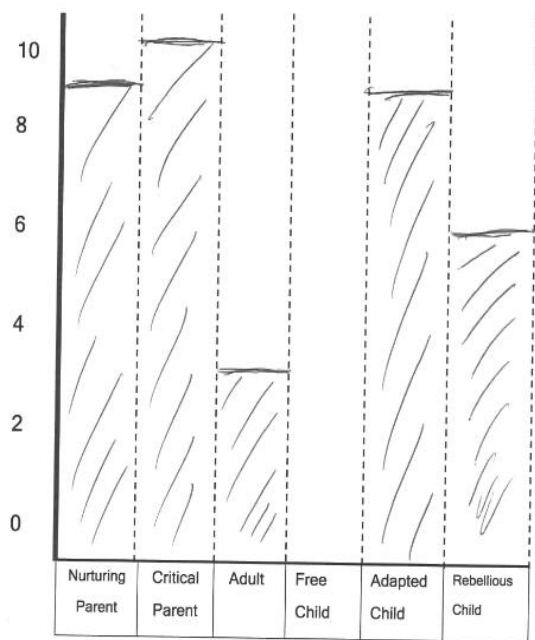 10
8
6
4
2
0
Nurturing Parent
Critical Parent
Adult
Free Child
Adapted Child
Rebellious Child